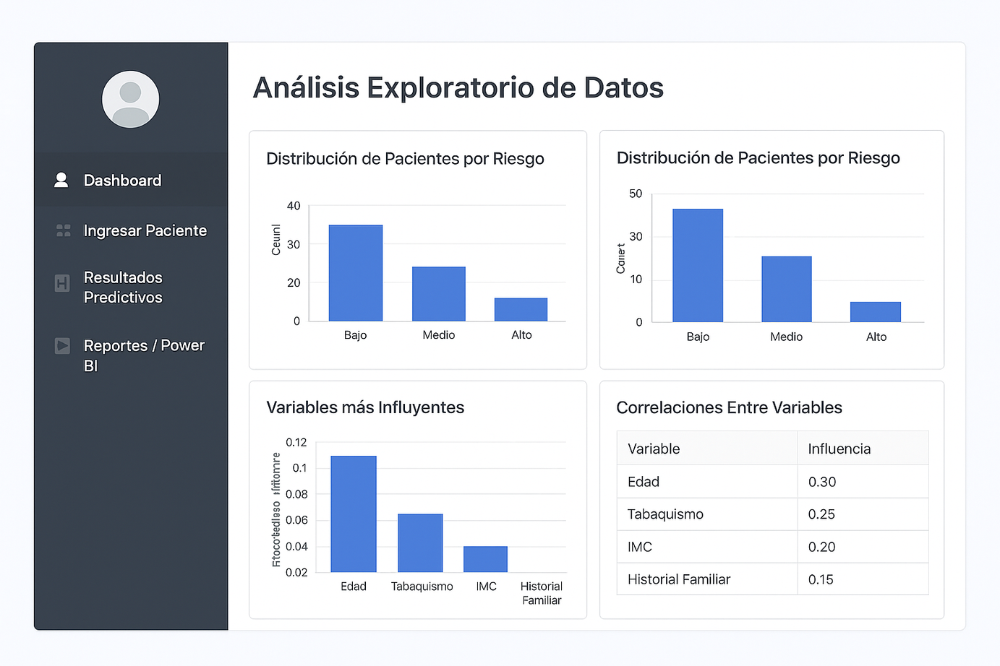 Dashboard
Ingresar Paciente
Resultados
Predictivos
Reportes / Power
BI
Análisis Exploratorio de Datos
Distribución de Pacientes por Riesgo
40
30
20
0
Bajo Medio Alto
Distribución de Pacientes por Riesgo
50
30
10
0
Bajo Medio Alto
Variables más Influyentes
0.12
0.1
0.08
0.06
0.04
0.02
Edad Tabaquismo IMC Historial
Familiar
Correlaciones Entre Variables
Variable Influencia
Edad 0.30
Tabaquismo 0.25
IMC 0.20
Historial Familiar 0.15